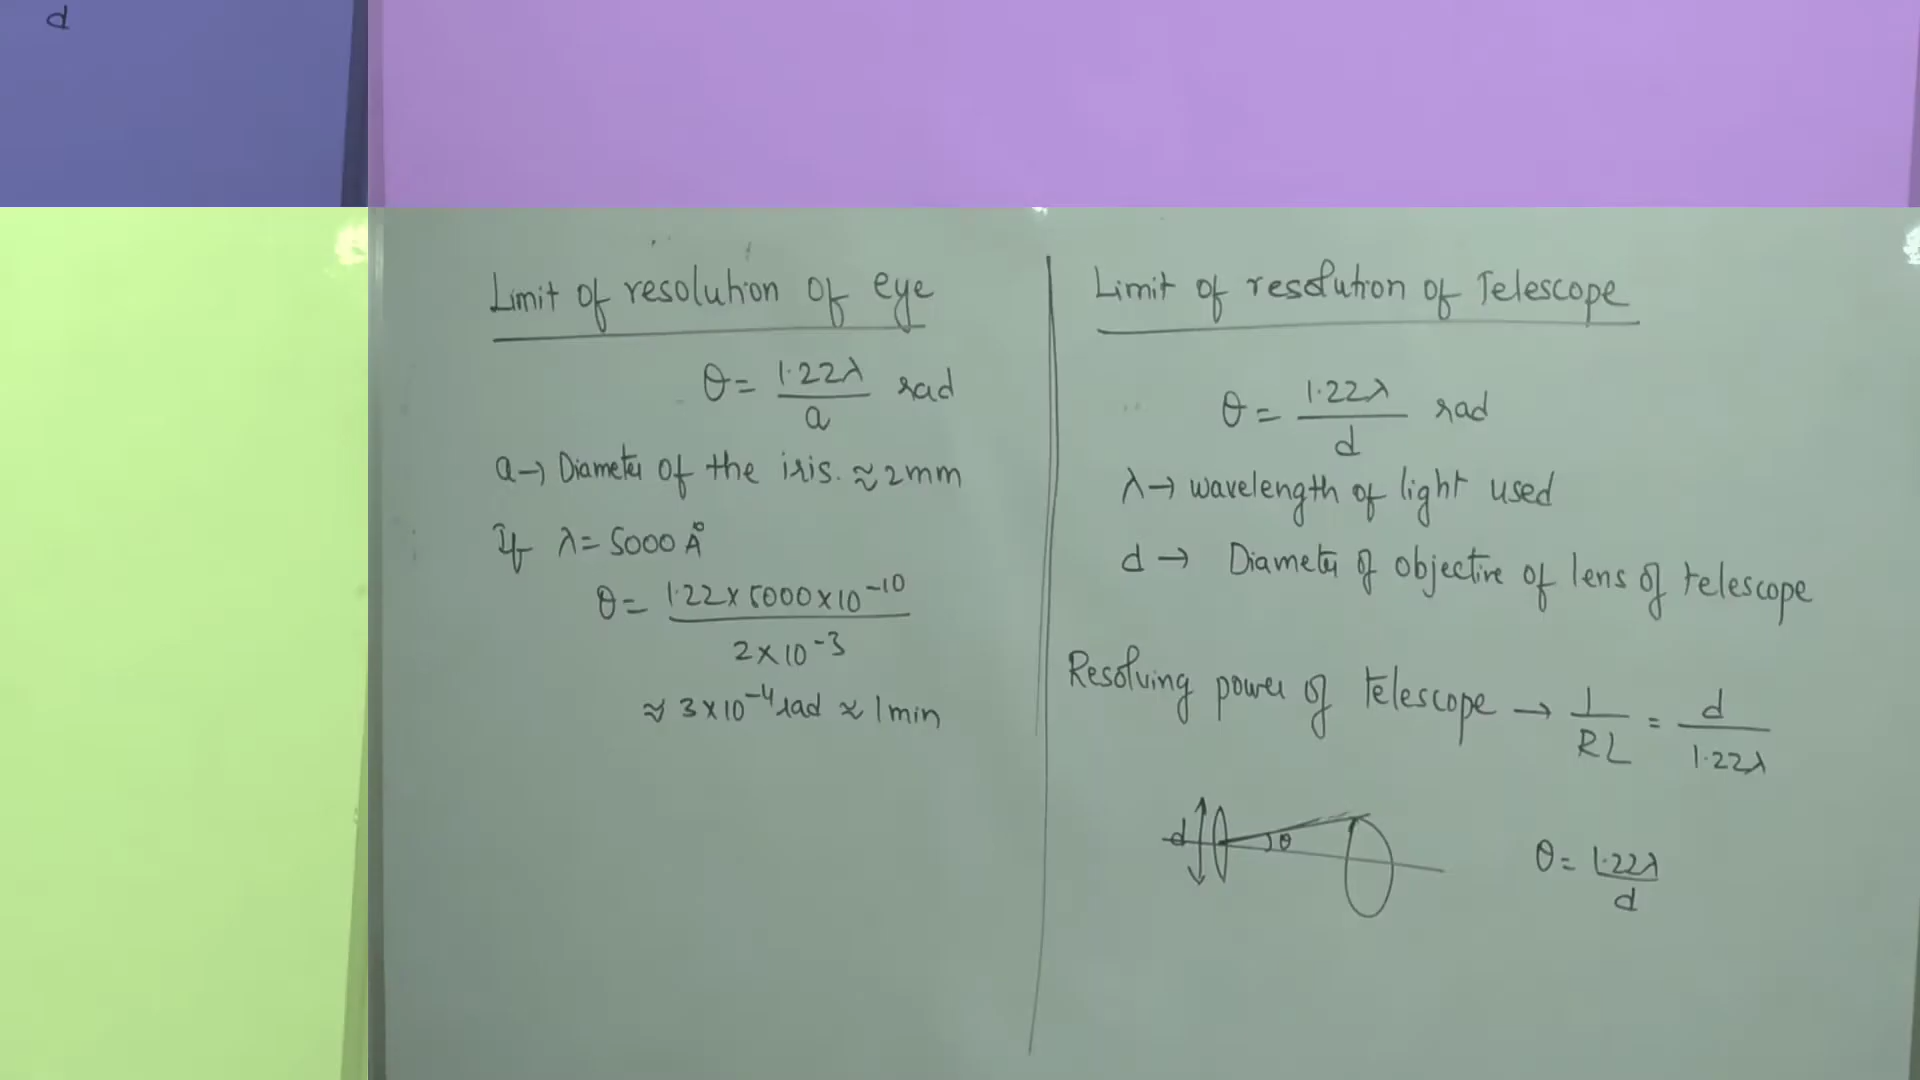 d
Limit of resolution of eye
θ = 1.22λ / a rad
a → Diameter of the iris. ≈ 2mm
If λ = 5000 Å
θ = 1.22 × 5000 × 10⁻¹⁰ / 2 × 10⁻³
≈ 3 × 10⁻⁴ rad ≈ 1 min
Limit of resolution of Telescope
θ = 1.22λ / d rad
λ → wavelength of light used
d → Diameter of objective of lens of telescope
Resolving power of telescope → 1 / RL = d / 1.22λ
d θ
θ = 1.22λ / d